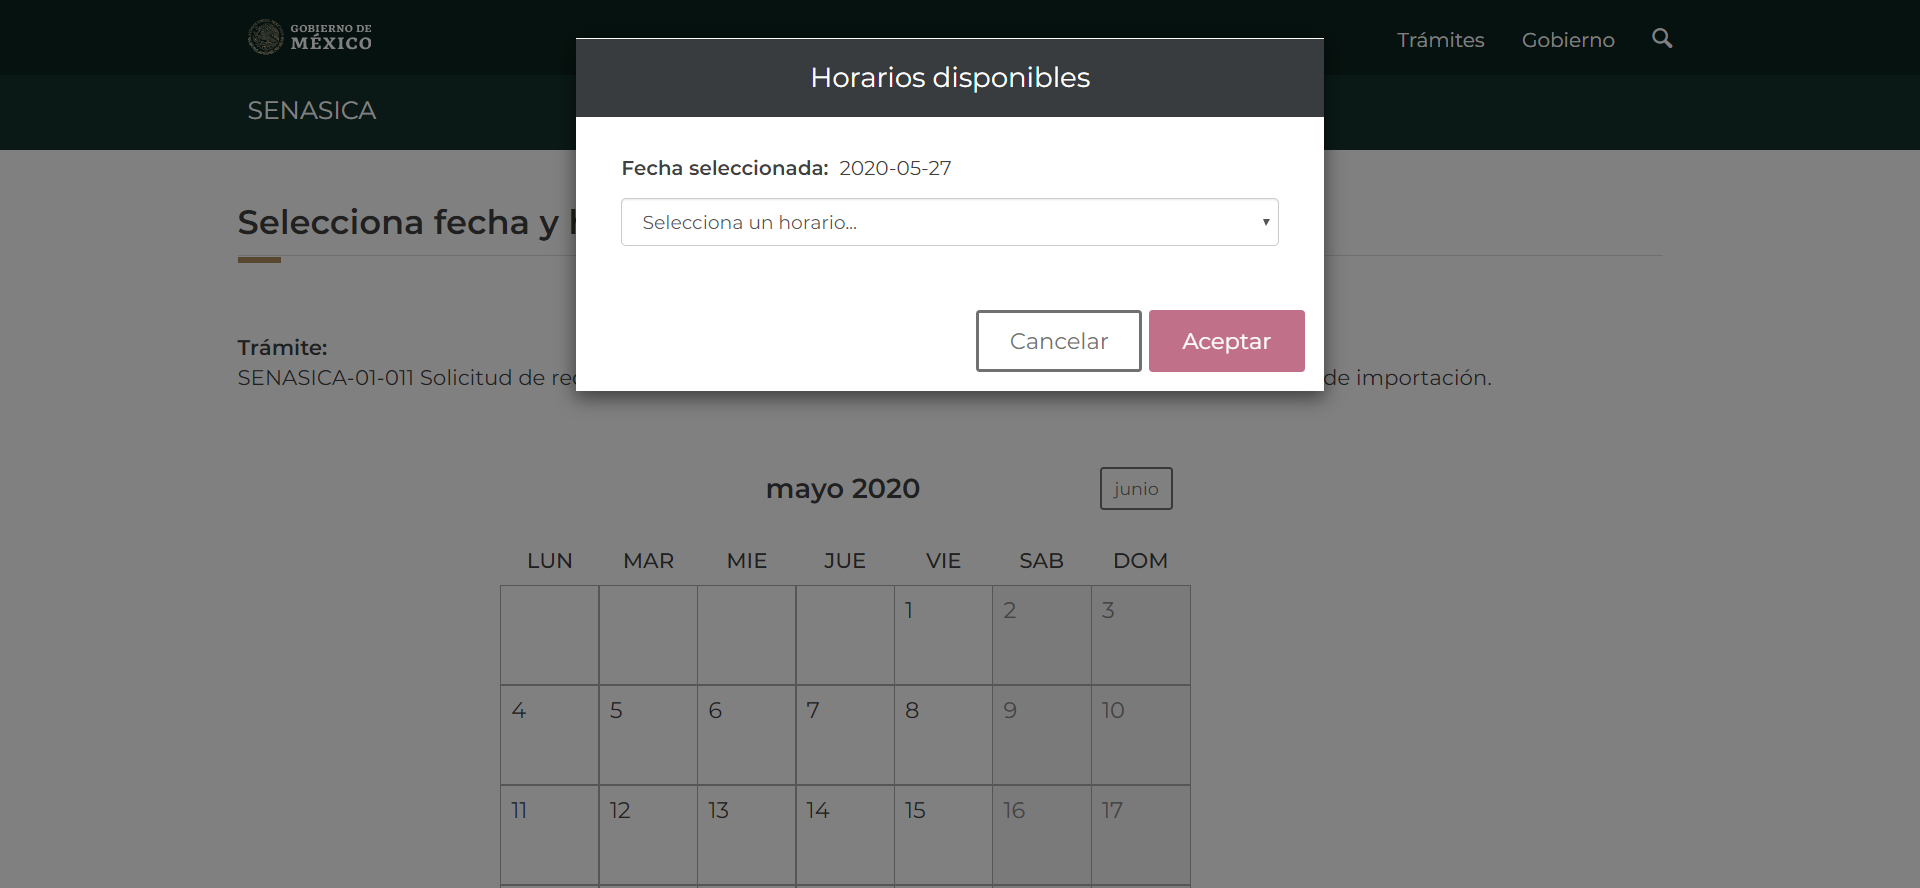 GOBIERNO DE
MÉXICO
Trámites
Gobierno
SENASICA
Horarios disponibles
Fecha seleccionada: 2020-05-27
Selecciona un horario...
Cancelar
Aceptar
Selecciona fecha y
Trámite:
SENASICA-01-011 Solicitud de
de importación.
mayo 2020
junio
LUN MAR MIE JUE VIE SAB DOM
1 2 3
4 5 6 7 8 9 10
11 12 13 14 15 16 17